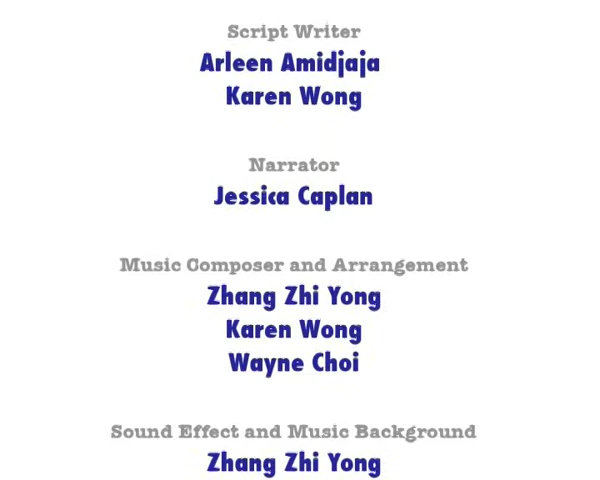 Script Writer
Arleen Amidjaja
Karen Wong
Narrator
Jessica Caplan
Music Composer and Arrangement
Zhang Zhi Yong
Karen Wong
Wayne Choi
Sound Effect and Music Background
Zhang Zhi Yong